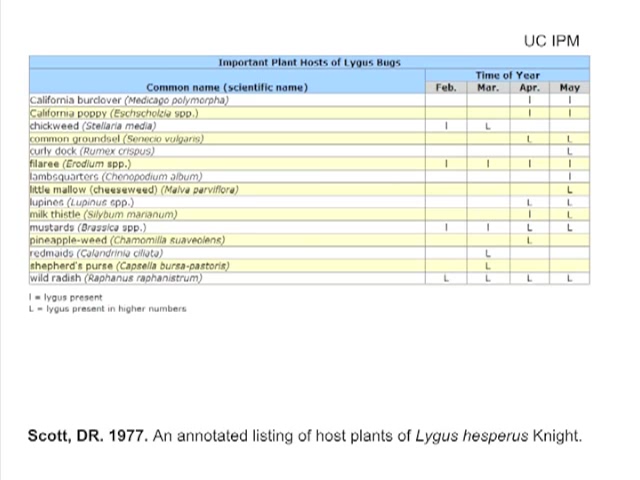 UC IPM
Important Plant Hosts of Lygus Bugs
Time of Year
Common name (scientific name) Feb. Mar. Apr. May
California burclover (Medicago polymorpha) l l
California poppy (Eschscholzia spp.) l l
chickweed (Stellaria media) l L
common groundsel (Senecio vulgaris) L L
curly dock (Rumex crispus) L
filaree (Erodium spp.) l l l l
lambsquarters (Chenopodium album) l
little mallow (cheeseweed) (Malva parviflora) L
lupines (Lupinus spp.) L L
milk thistle (Silybum marianum) l L
mustards (Brassica spp.) l l L L
pineapple-weed (Chamomilla suaveolens) L
redmaids (Calandrinia ciliata) L
shepherd's purse (Capsella bursa-pastoris) L
wild radish (Raphanus raphanistrum) L L L L
l = lygus present
L = lygus present in higher numbers
Scott, DR. 1977. An annotated listing of host plants of Lygus hesperus Knight.